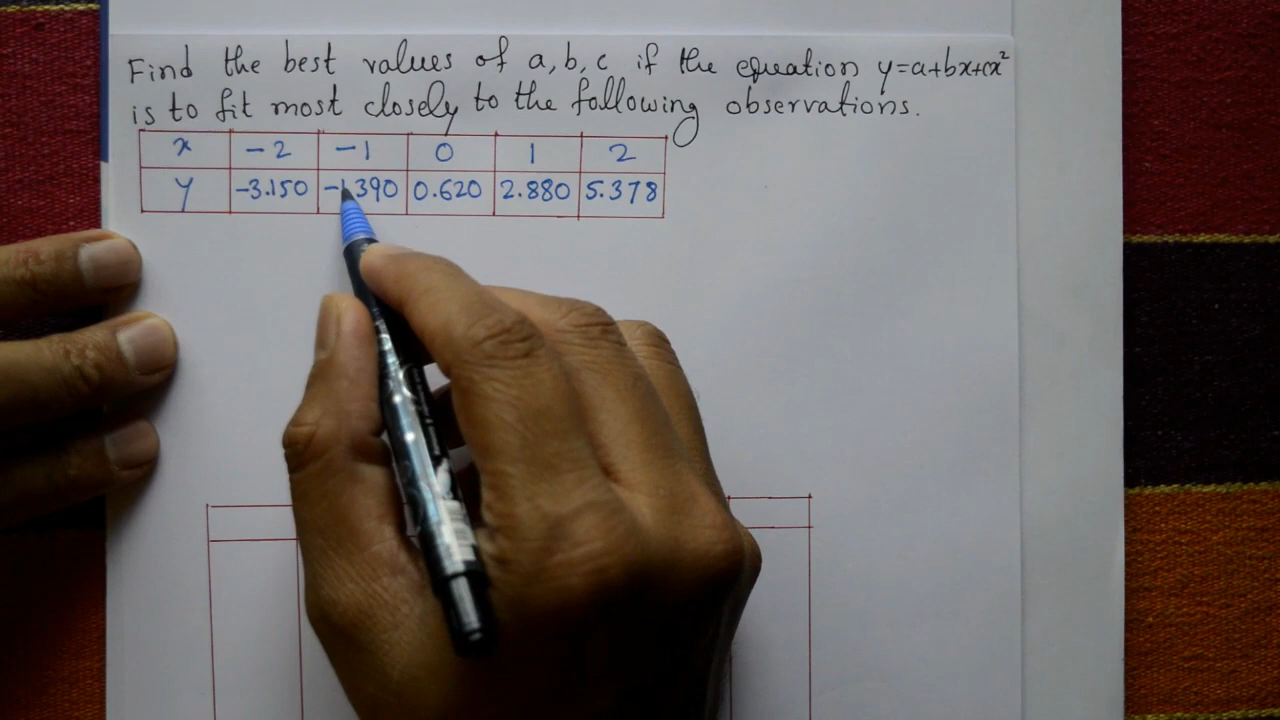 Find the best values of a, b, c if the equation y=a+bx+cx²
is to fit most closely to the following observations.
x -2 -1 0 1 2
y -3.150 -1.390 0.620 2.880 5.378